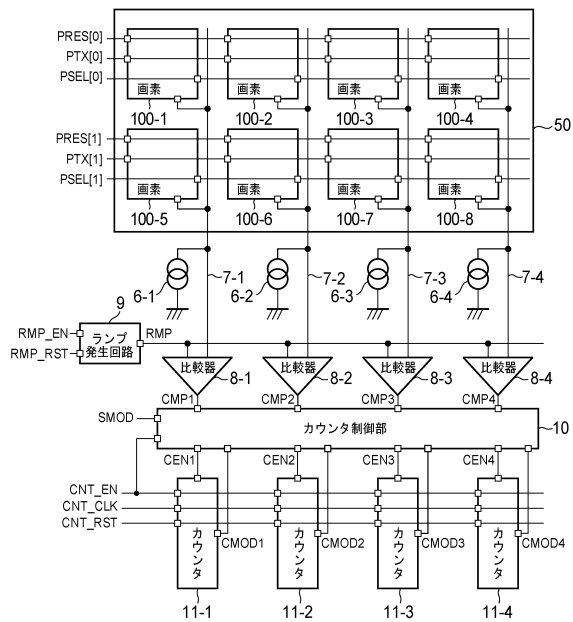 PRES[0]
PTX[0]
PSEL[0]
画素 画素 画素 画素
100-1 100-2 100-3 100-4
50
PRES[1]
PTX[1]
PSEL[1]
画素 画素 画素 画素
100-5 100-6 100-7 100-8
6-1 7-1 6-2 7-2 6-3 7-3 6-4 7-4
9
RMP_EN
RMP_RST
ランプ
発生回路
RMP
比較器 比較器 比較器 比較器
8-1 8-2 8-3 8-4
CMP1 CMP2 CMP3 CMP4
SMOD
カウンタ制御部
10
CEN1 CEN2 CEN3 CEN4
CNT_EN
CNT_CLK
CNT_RST
カウンタ カウンタ カウンタ カウンタ
CMOD1 CMOD2 CMOD3 CMOD4
11-1 11-2 11-3 11-4